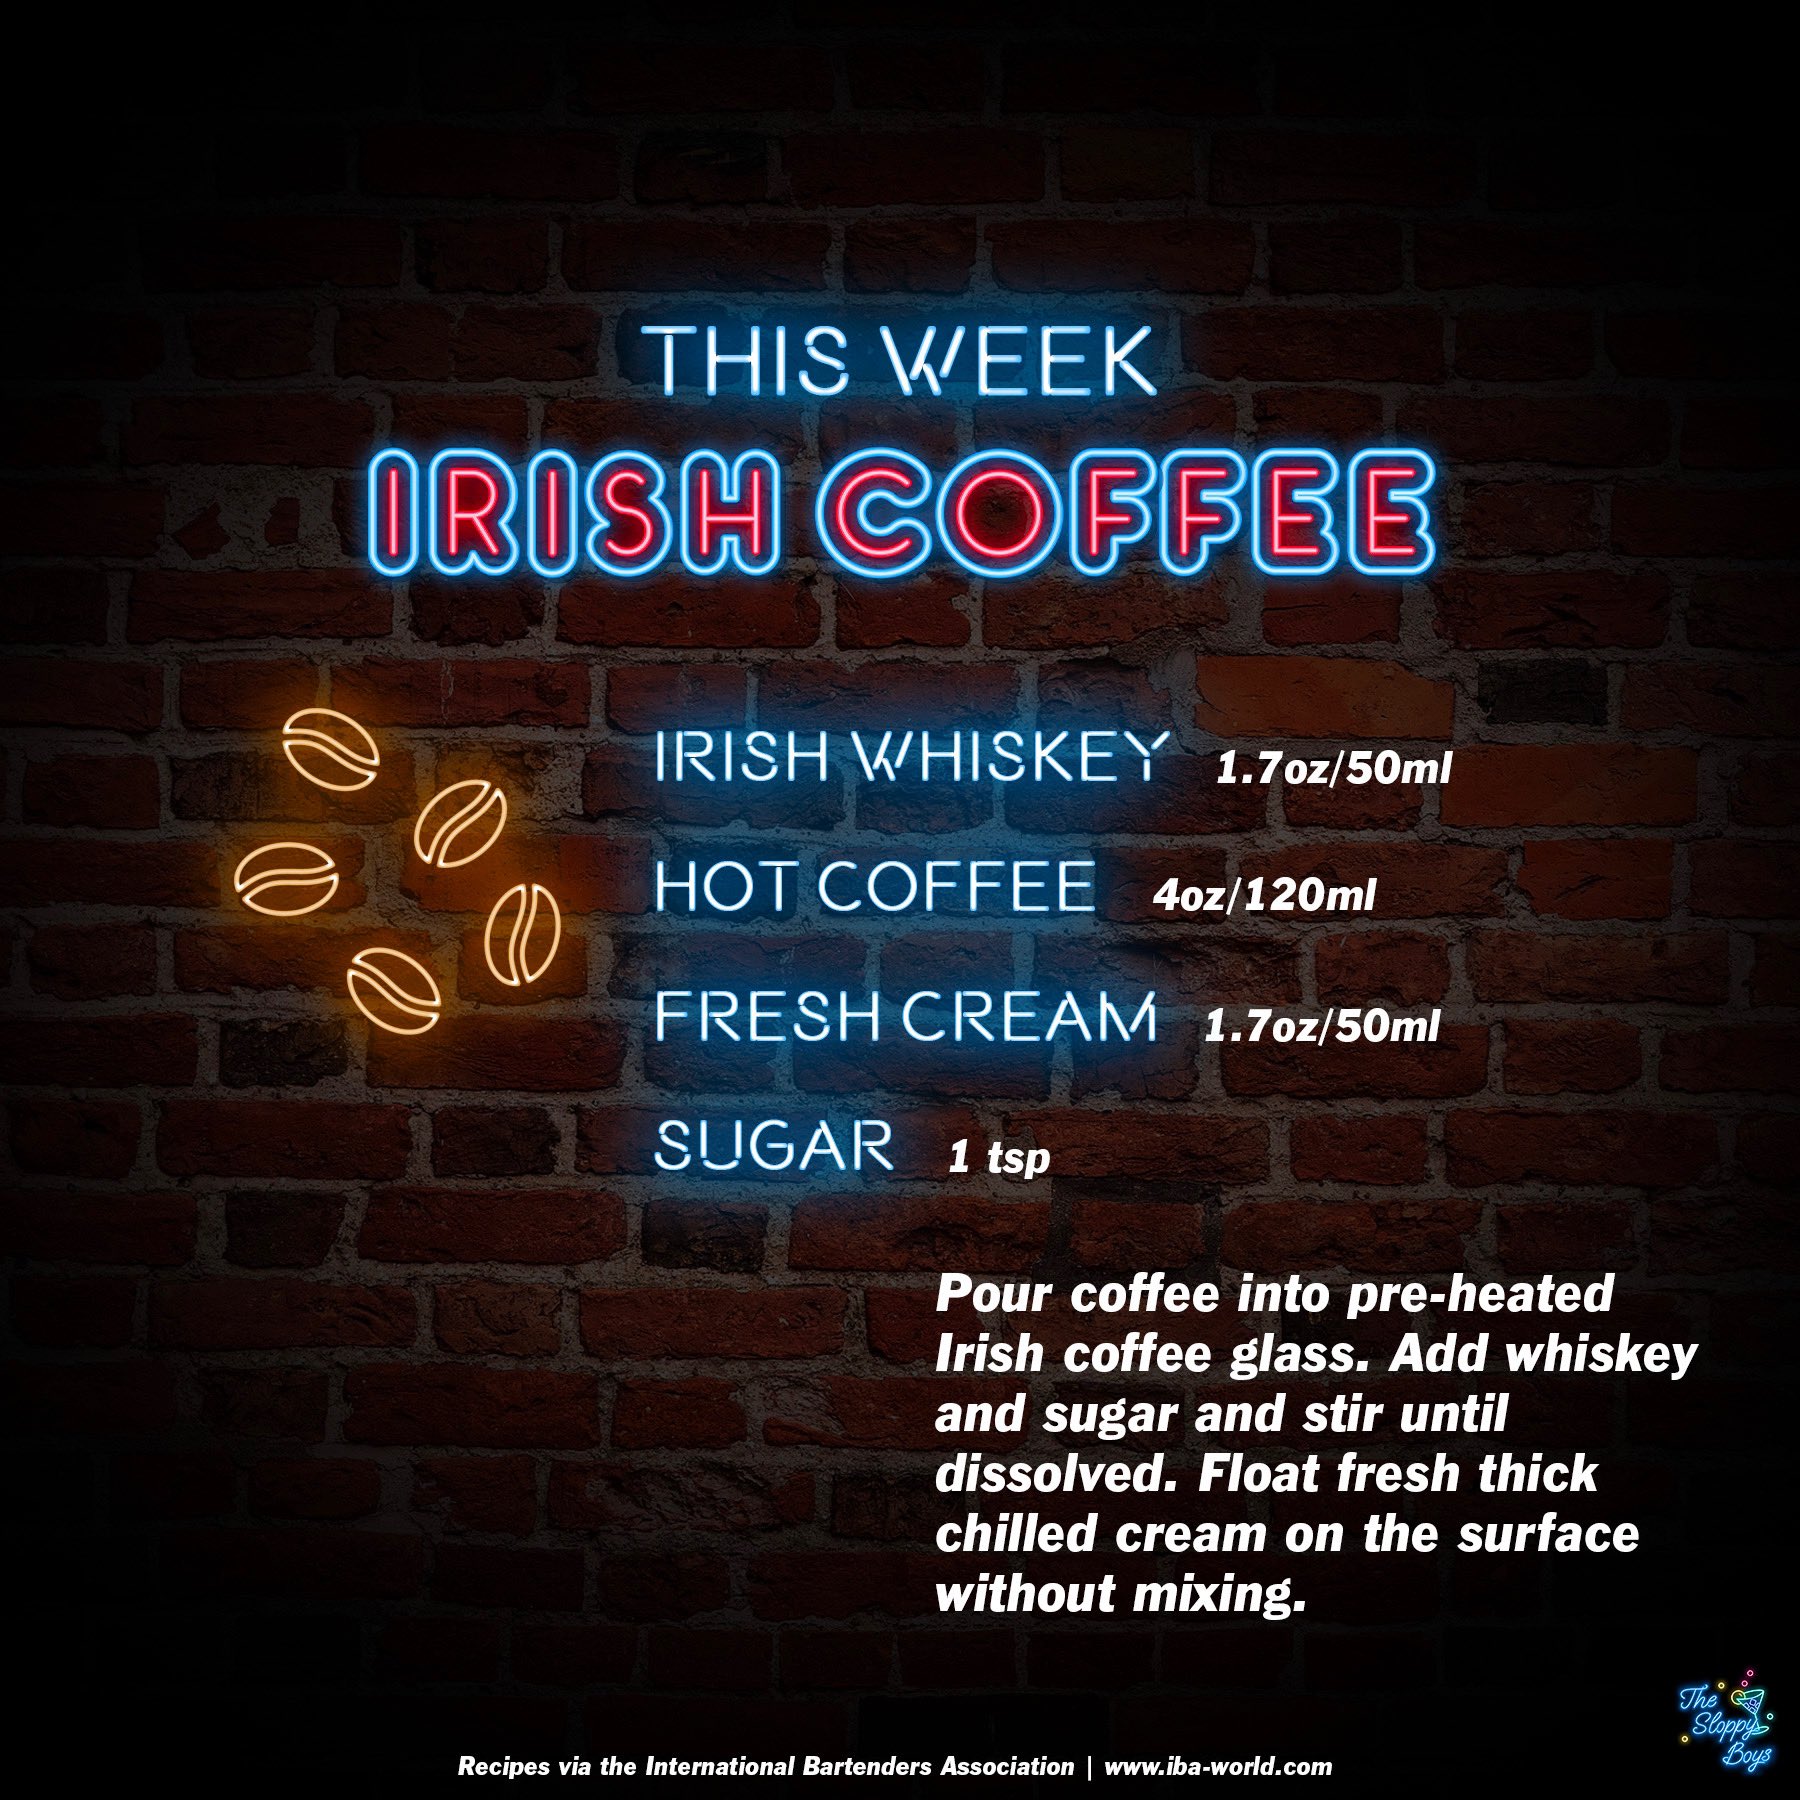 THIS WEEK
IRISH COFFEE
IRISH WHISKEY 1.7oz/50ml
HOT COFFEE 4oz/120ml
FRESH CREAM 1.7oz/50ml
SUGAR 1 tsp
Pour coffee into pre-heated
Irish coffee glass. Add whiskey
and sugar and stir until
dissolved. Float fresh thick
chilled cream on the surface
without mixing.
The
Sloppy
Boys
Recipes via the International Bartenders Association | www.iba-world.com